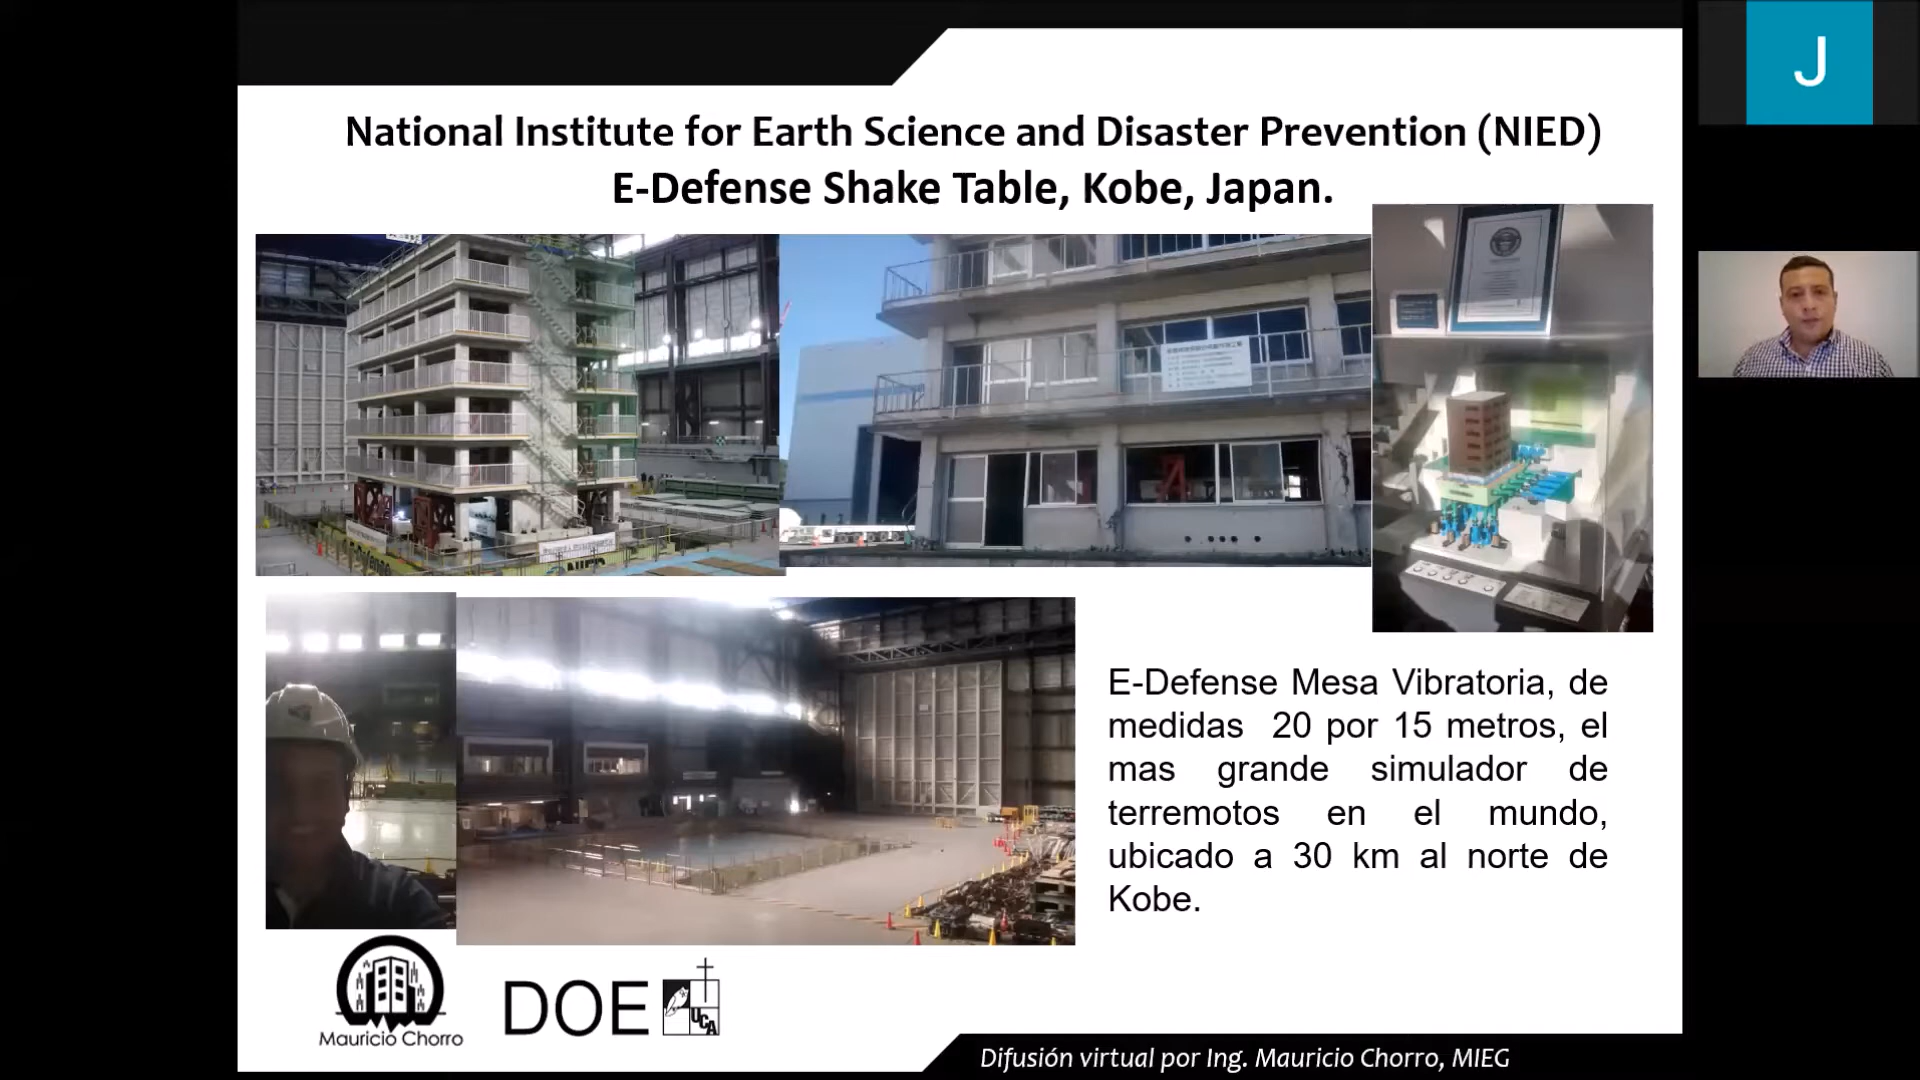 National Institute for Earth Science and Disaster Prevention (NIED)
E-Defense Shake Table, Kobe, Japan.
J
E-Defense Mesa Vibratoria, de
medidas 20 por 15 metros, el
mas grande simulador de
terremotos en el mundo,
ubicado a 30 km al norte de
Kobe.
Mauricio Chorro
DOE
UCA
Difusión virtual por Ing. Mauricio Chorro, MIEG